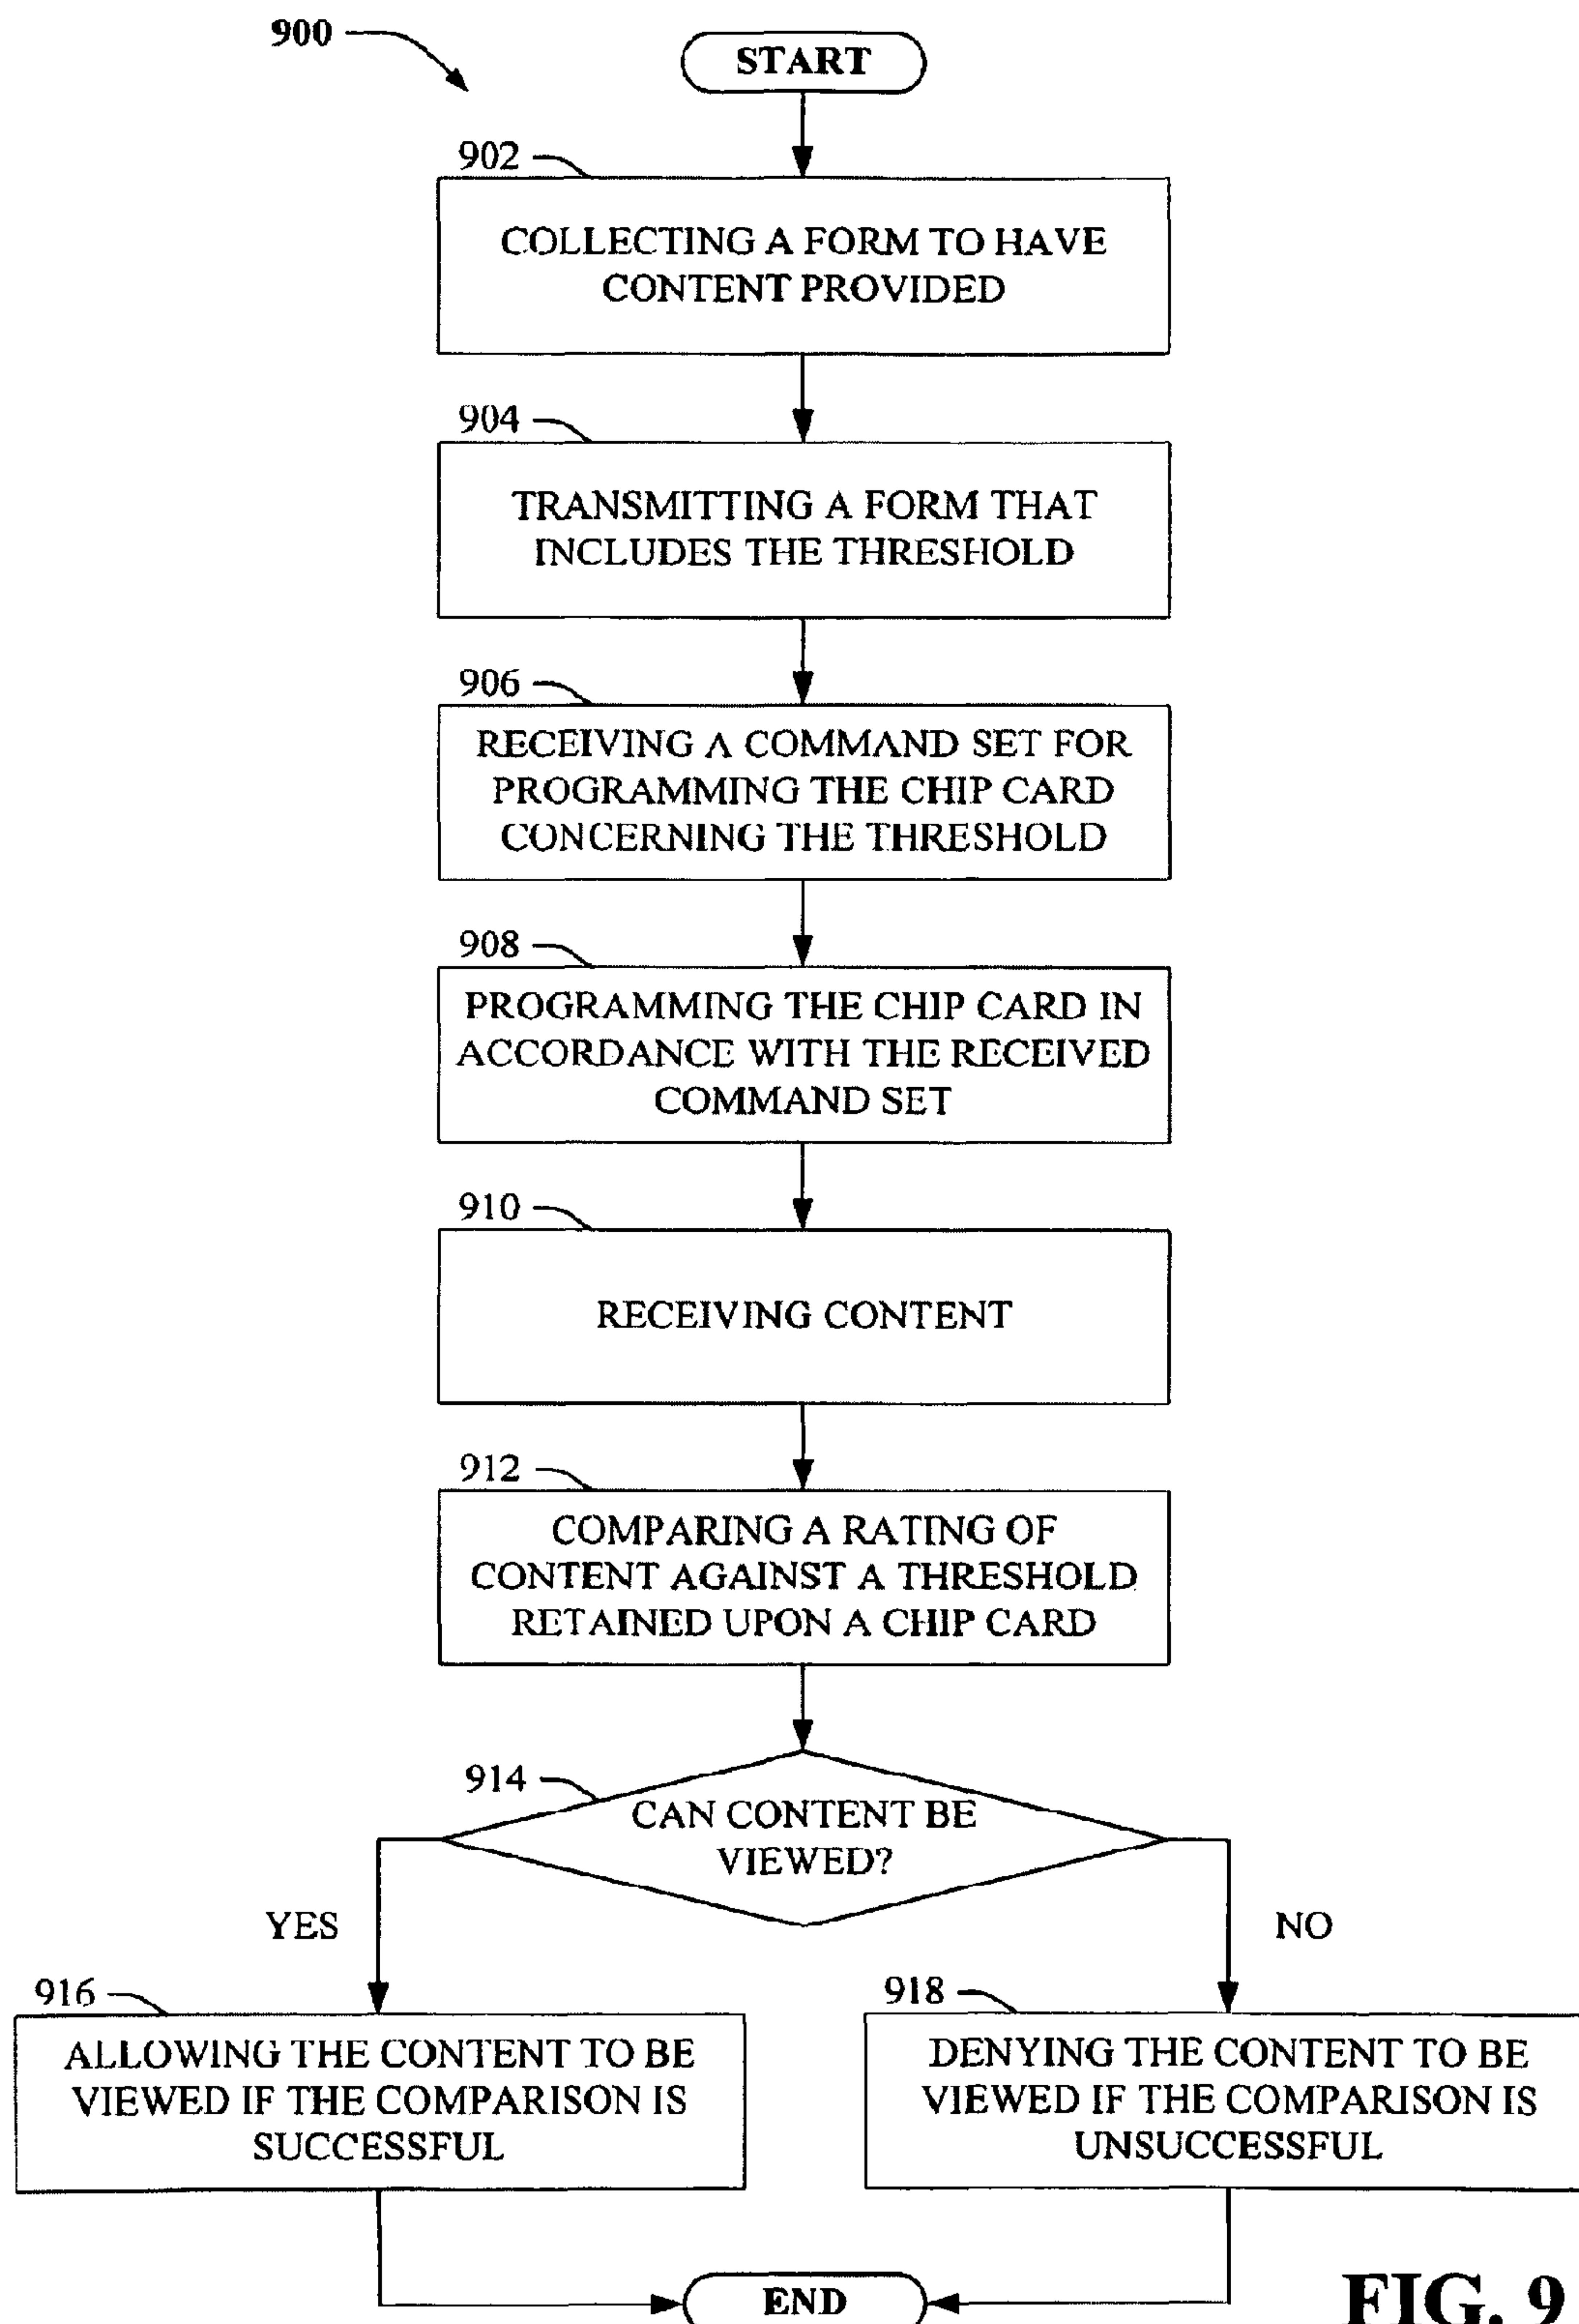 900
START
902
COLLECTING A FORM TO HAVE
CONTENT PROVIDED
904
TRANSMITTING A FORM THAT
INCLUDES THE THRESHOLD
906
RECEIVING A COMMAND SET FOR
PROGRAMMING THE CHIP CARD
CONCERNING THE THRESHOLD
908
PROGRAMMING THE CHIP CARD IN
ACCORDANCE WITH THE RECEIVED
COMMAND SET
910
RECEIVING CONTENT
912
COMPARING A RATING OF
CONTENT AGAINST A THRESHOLD
RETAINED UPON A CHIP CARD
914
CAN CONTENT BE
VIEWED?
YES
NO
916
ALLOWING THE CONTENT TO BE
VIEWED IF THE COMPARISON IS
SUCCESSFUL
918
DENYING THE CONTENT TO BE
VIEWED IF THE COMPARISON IS
UNSUCCESSFUL
END
FIG. 9